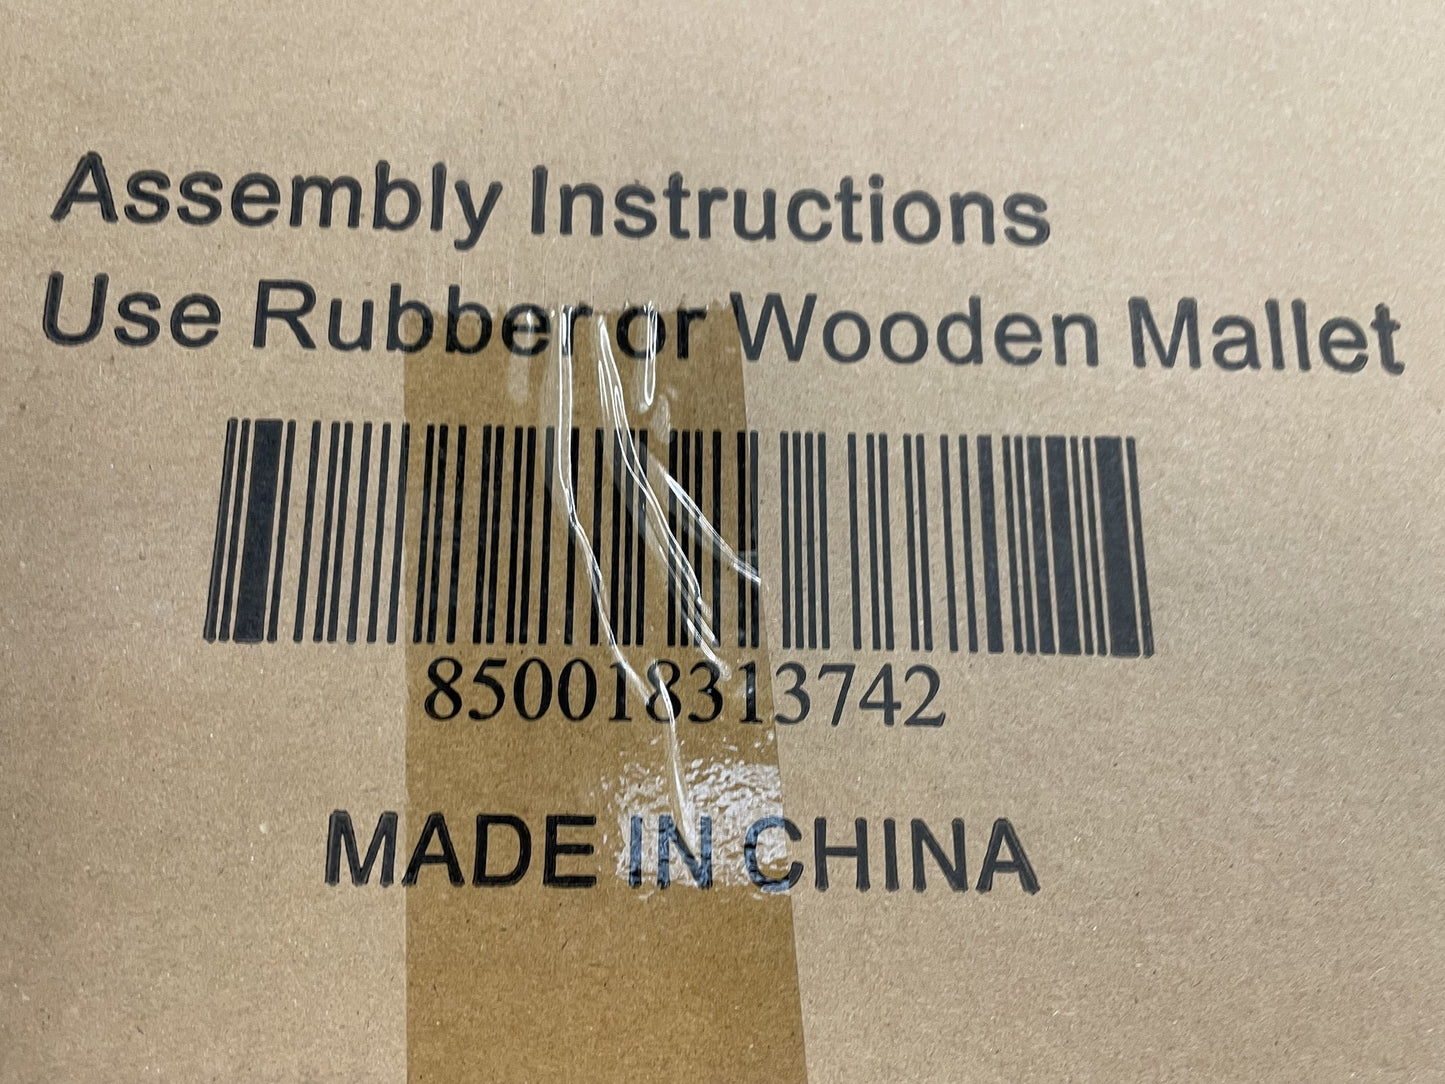 Assembly Instructions
Use Rubber or Wooden Mallet
850018313742
MADE IN CHINA